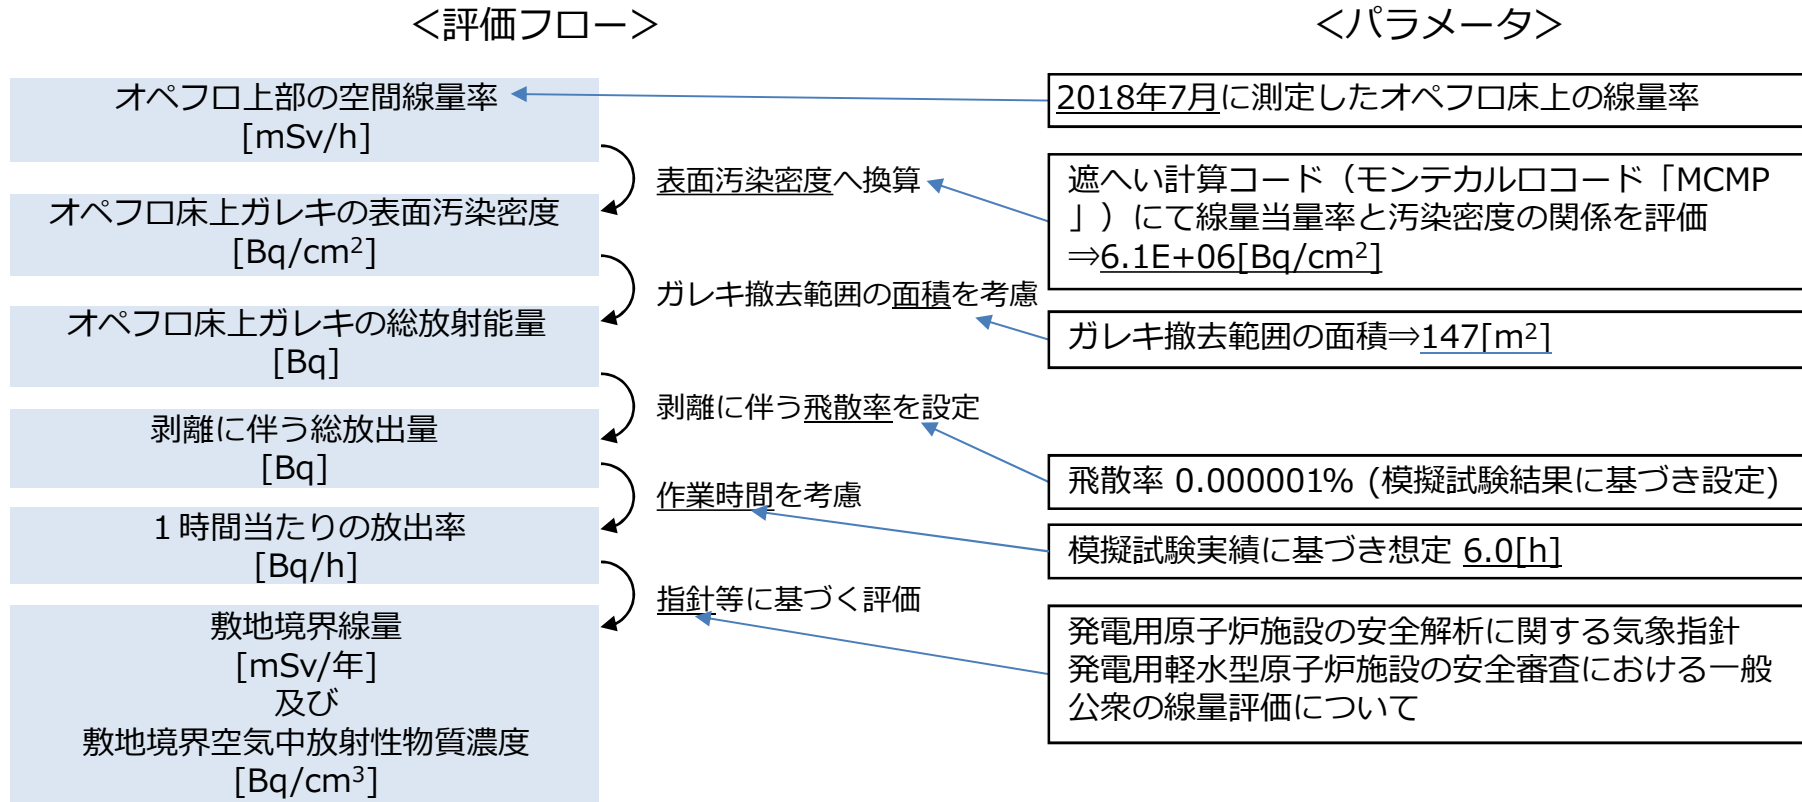 ＜評価フロー＞
＜パラメータ＞
オペフロ上部の空間線量率
[mSv/h]
2018年7月に測定したオペフロ床上の線量率
表面汚染密度へ換算
遮へい計算コード（モンテカルロコード「MCMP
」）にて線量当量率と汚染密度の関係を評価
⇒6.1E+06[Bq/cm²]
オペフロ床上ガレキの表面汚染密度
[Bq/cm²]
ガレキ撤去範囲の面積を考慮
ガレキ撤去範囲の面積⇒147[m²]
オペフロ床上ガレキの総放射能量
[Bq]
剥離に伴う飛散率を設定
飛散率 0.000001% (模擬試験結果に基づき設定)
剥離に伴う総放出量
[Bq]
作業時間を考慮
模擬試験実績に基づき想定 6.0[h]
１時間当たりの放出率
[Bq/h]
指針等に基づく評価
発電用原子炉施設の安全解析に関する気象指針
発電用軽水型原子炉施設の安全審査における一般
公衆の線量評価について
敷地境界線量
[mSv/年]
及び
敷地境界空気中放射性物質濃度
[Bq/cm³]